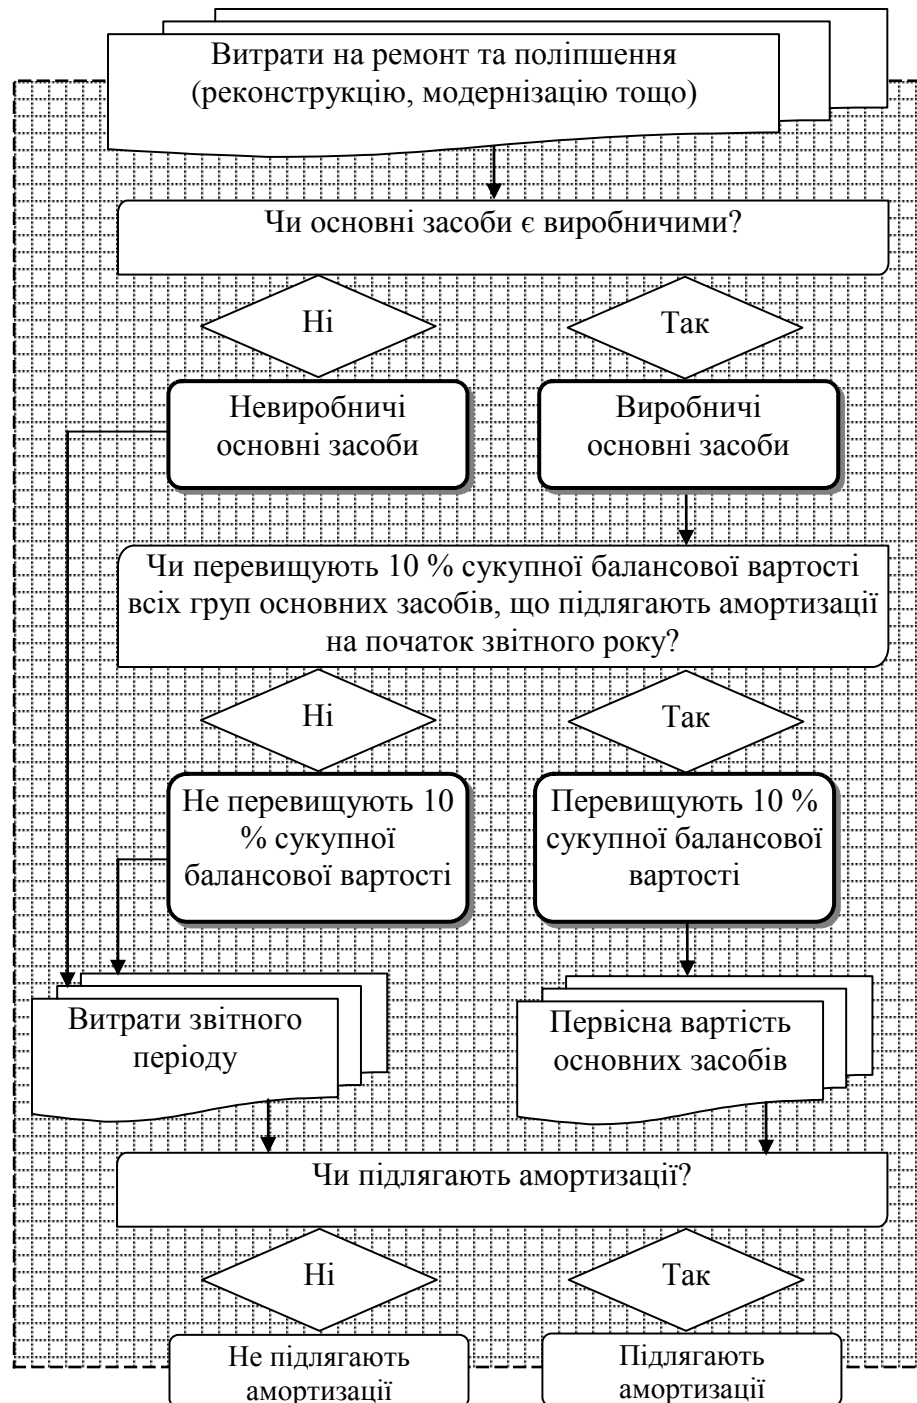 Витрати на ремонт та поліпшення
(реконструкцію, модернізацію тощо)
Чи основні засоби є виробничими?
Ні
Так
Невиробничі
основні засоби
Виробничі
основні засоби
Чи перевищують 10 % сукупної балансової вартості
всіх груп основних засобів, що підлягають амортизації
на початок звітного року?
Ні
Так
Не перевищують 10
% сукупної
балансової вартості
Перевищують 10 %
сукупної балансової
вартості
Витрати звітного
періоду
Первісна вартість
основних засобів
Чи підлягають амортизації?
Ні
Так
Не підлягають
амортизації
Підлягають
амортизації